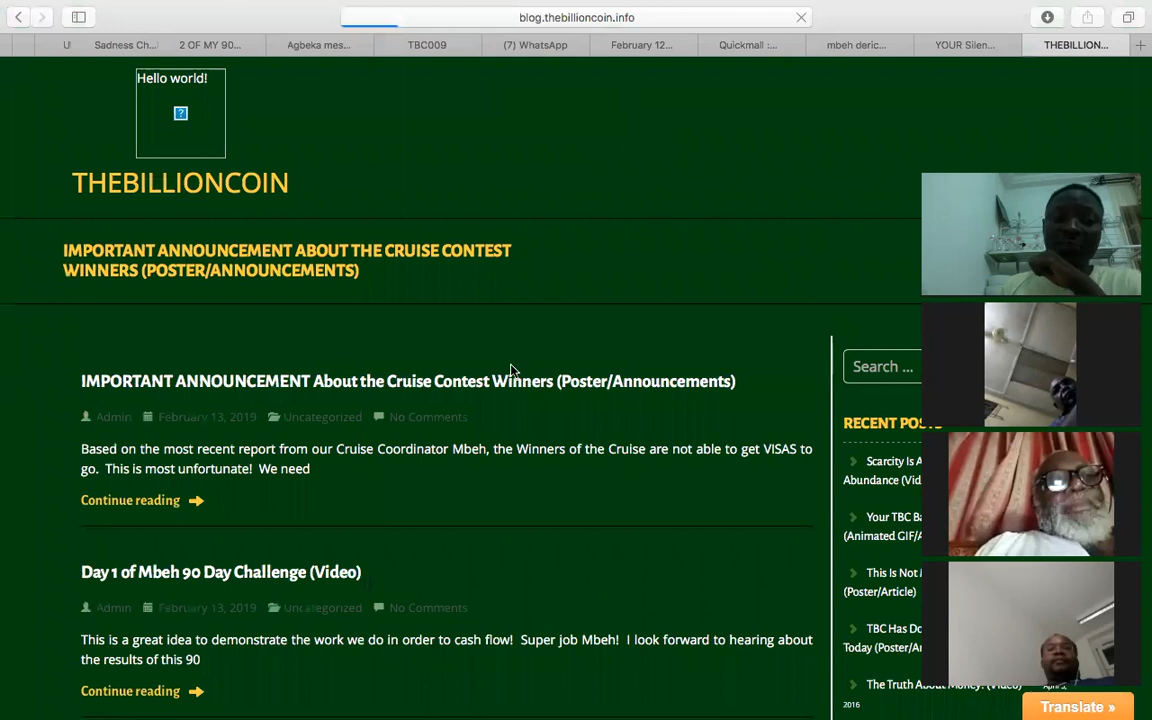 blog.thebillioncoin.info
U
Sadness Ch...
2 OF MY 90...
Agbeka mes...
TBC009
(7) WhatsApp
February 12...
Quickmall :...
mbeh deric...
YOUR Silen...
THEBILLION...
Hello world!
THEBILLIONCOIN
IMPORTANT ANNOUNCEMENT ABOUT THE CRUISE CONTEST
WINNERS (POSTER/ANNOUNCEMENTS)
IMPORTANT ANNOUNCEMENT About the Cruise Contest Winners (Poster/Announcements)
Admin February 13, 2019 Uncategorized No Comments
Based on the most recent report from our Cruise Coordinator Mbeh, the Winners of the Cruise are not able to get VISAS to
go. This is most unfortunate! We need
Continue reading
Day 1 of Mbeh 90 Day Challenge (Video)
Admin February 13, 2019 Uncategorized No Comments
This is a great idea to demonstrate the work we do in order to cash flow! Super job Mbeh! I look forward to hearing about
the results of this 90
Continue reading
Search ...
RECENT POSTS
Scarcity Is A
Abundance (Vid
Your TBC Ba
(Animated GIF/A
This Is Not
(Poster/Article)
TBC Has Do
Today (Poster/Ar
The Truth About Money! (Video) April 3,
2016
Translate »